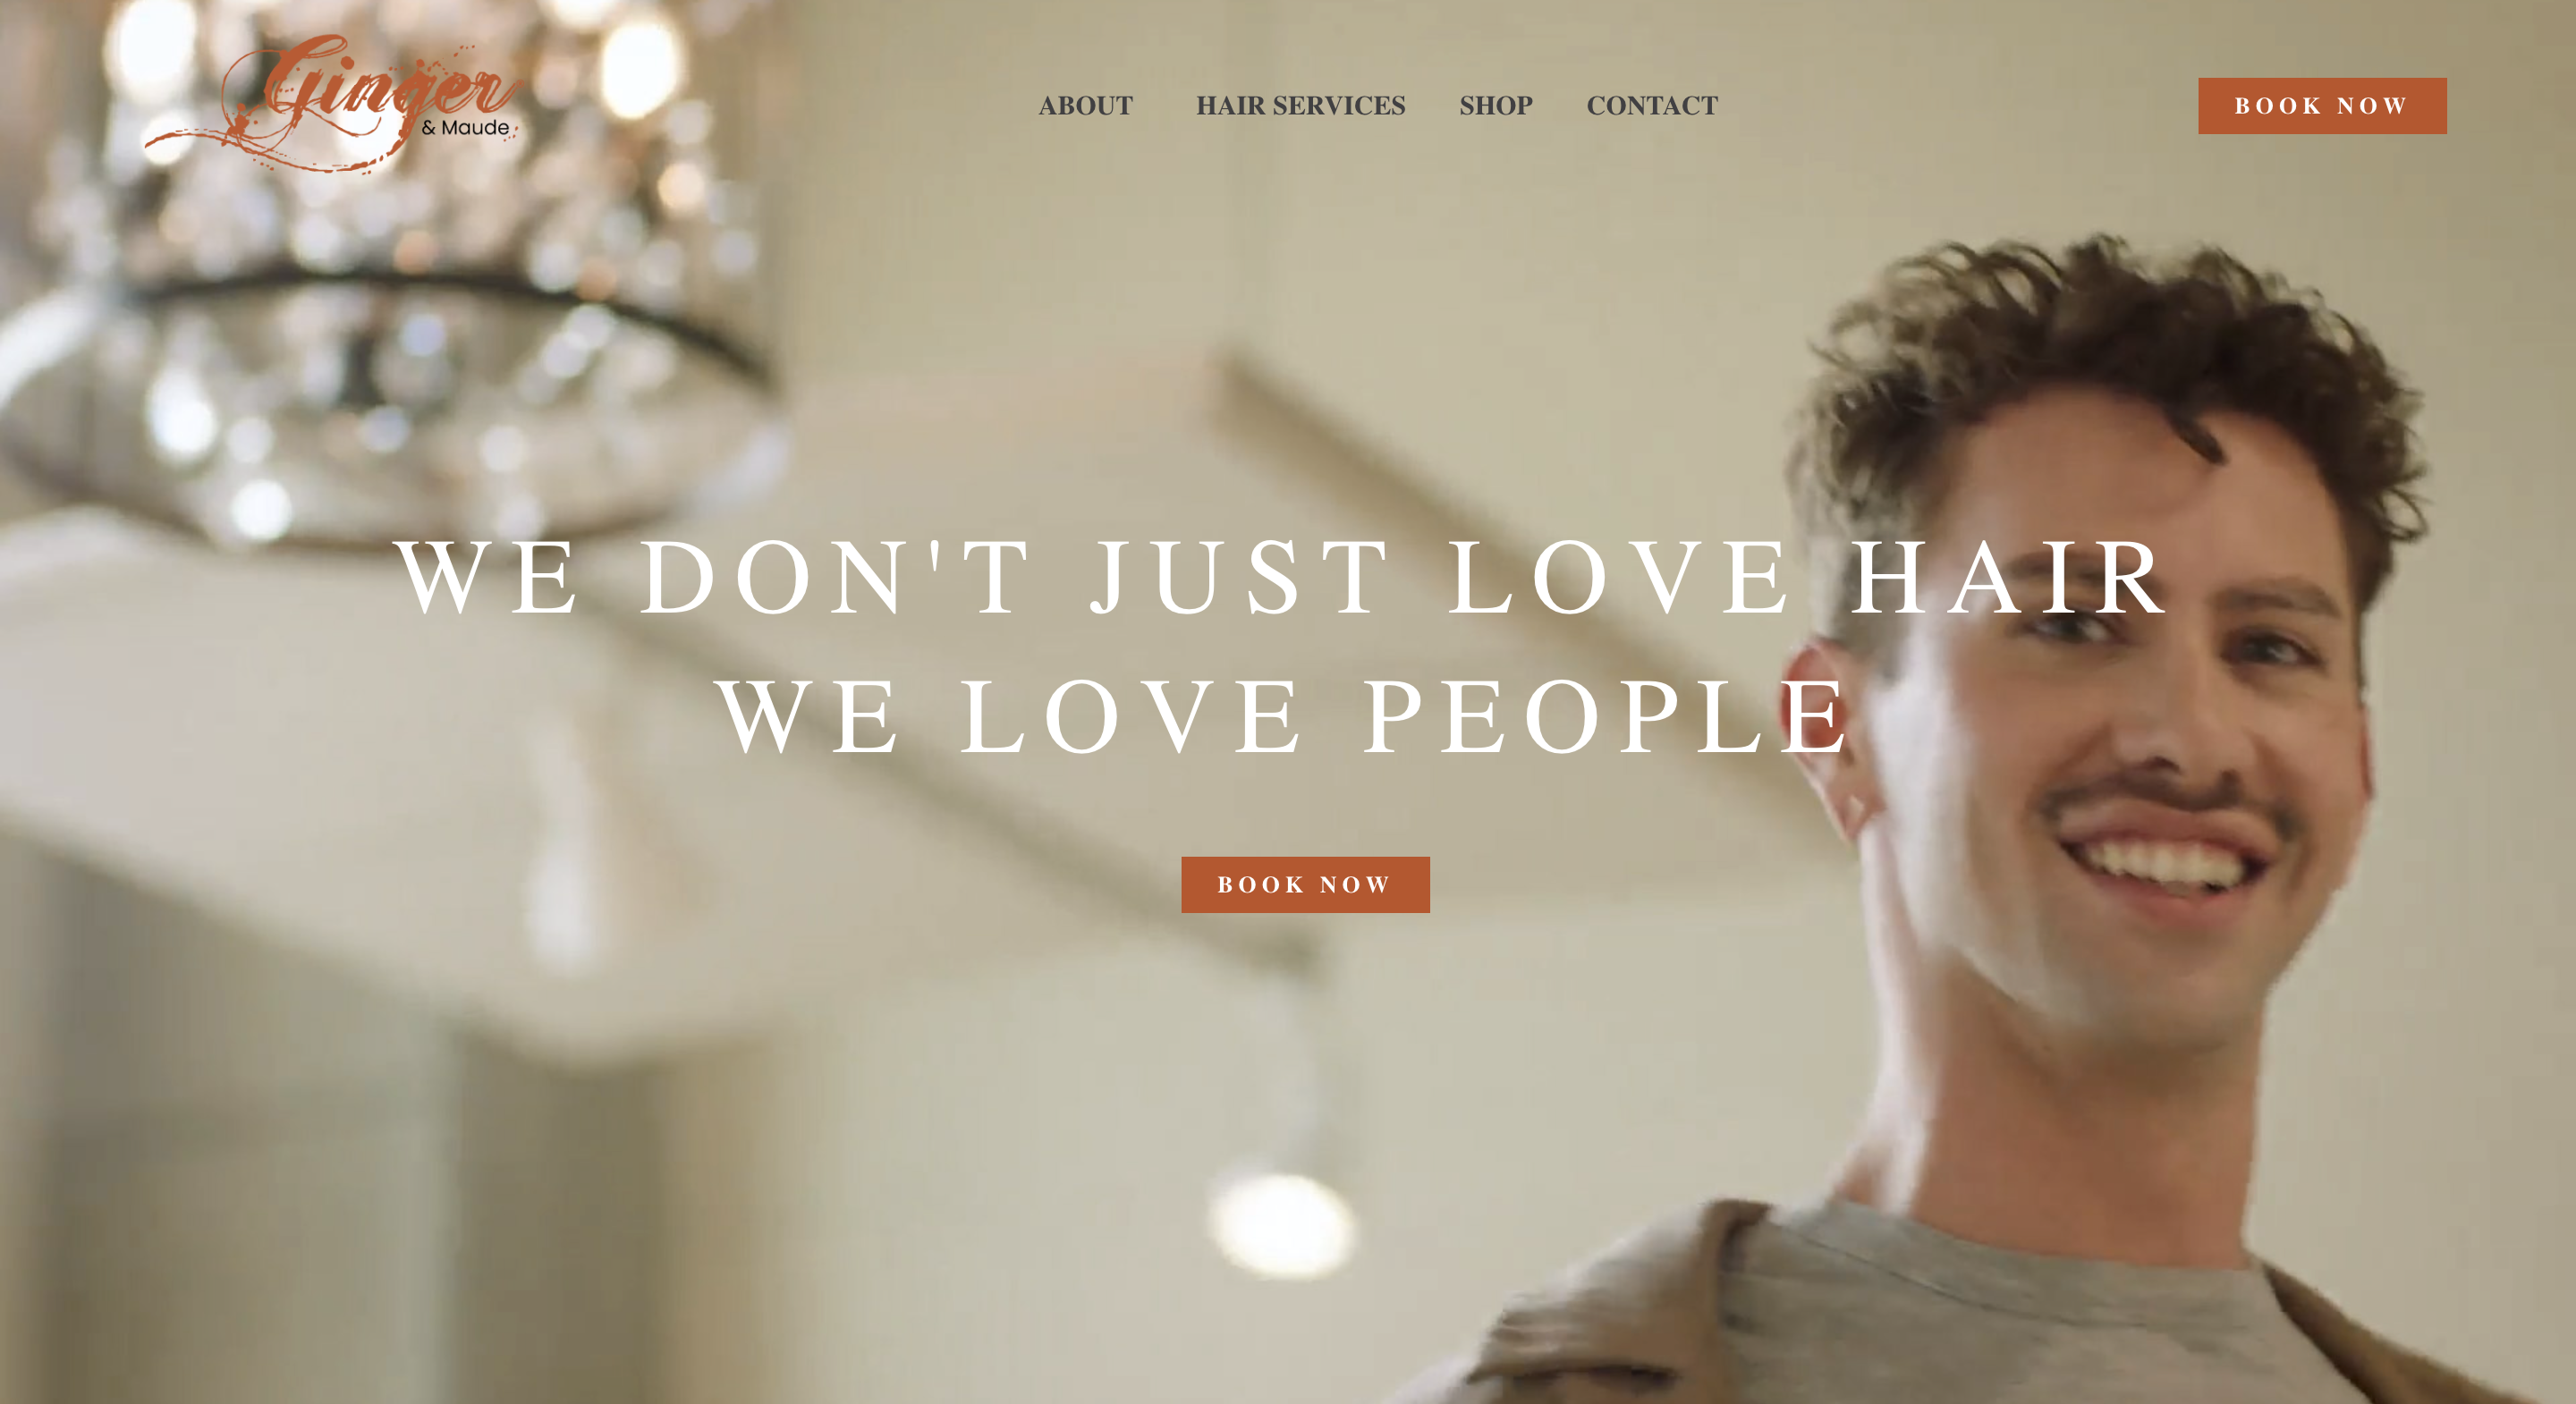 Ginger
& Maude
ABOUT HAIR SERVICES SHOP CONTACT
BOOK NOW
WE DON'T JUST LOVE HAIR
WE LOVE PEOPLE
BOOK NOW